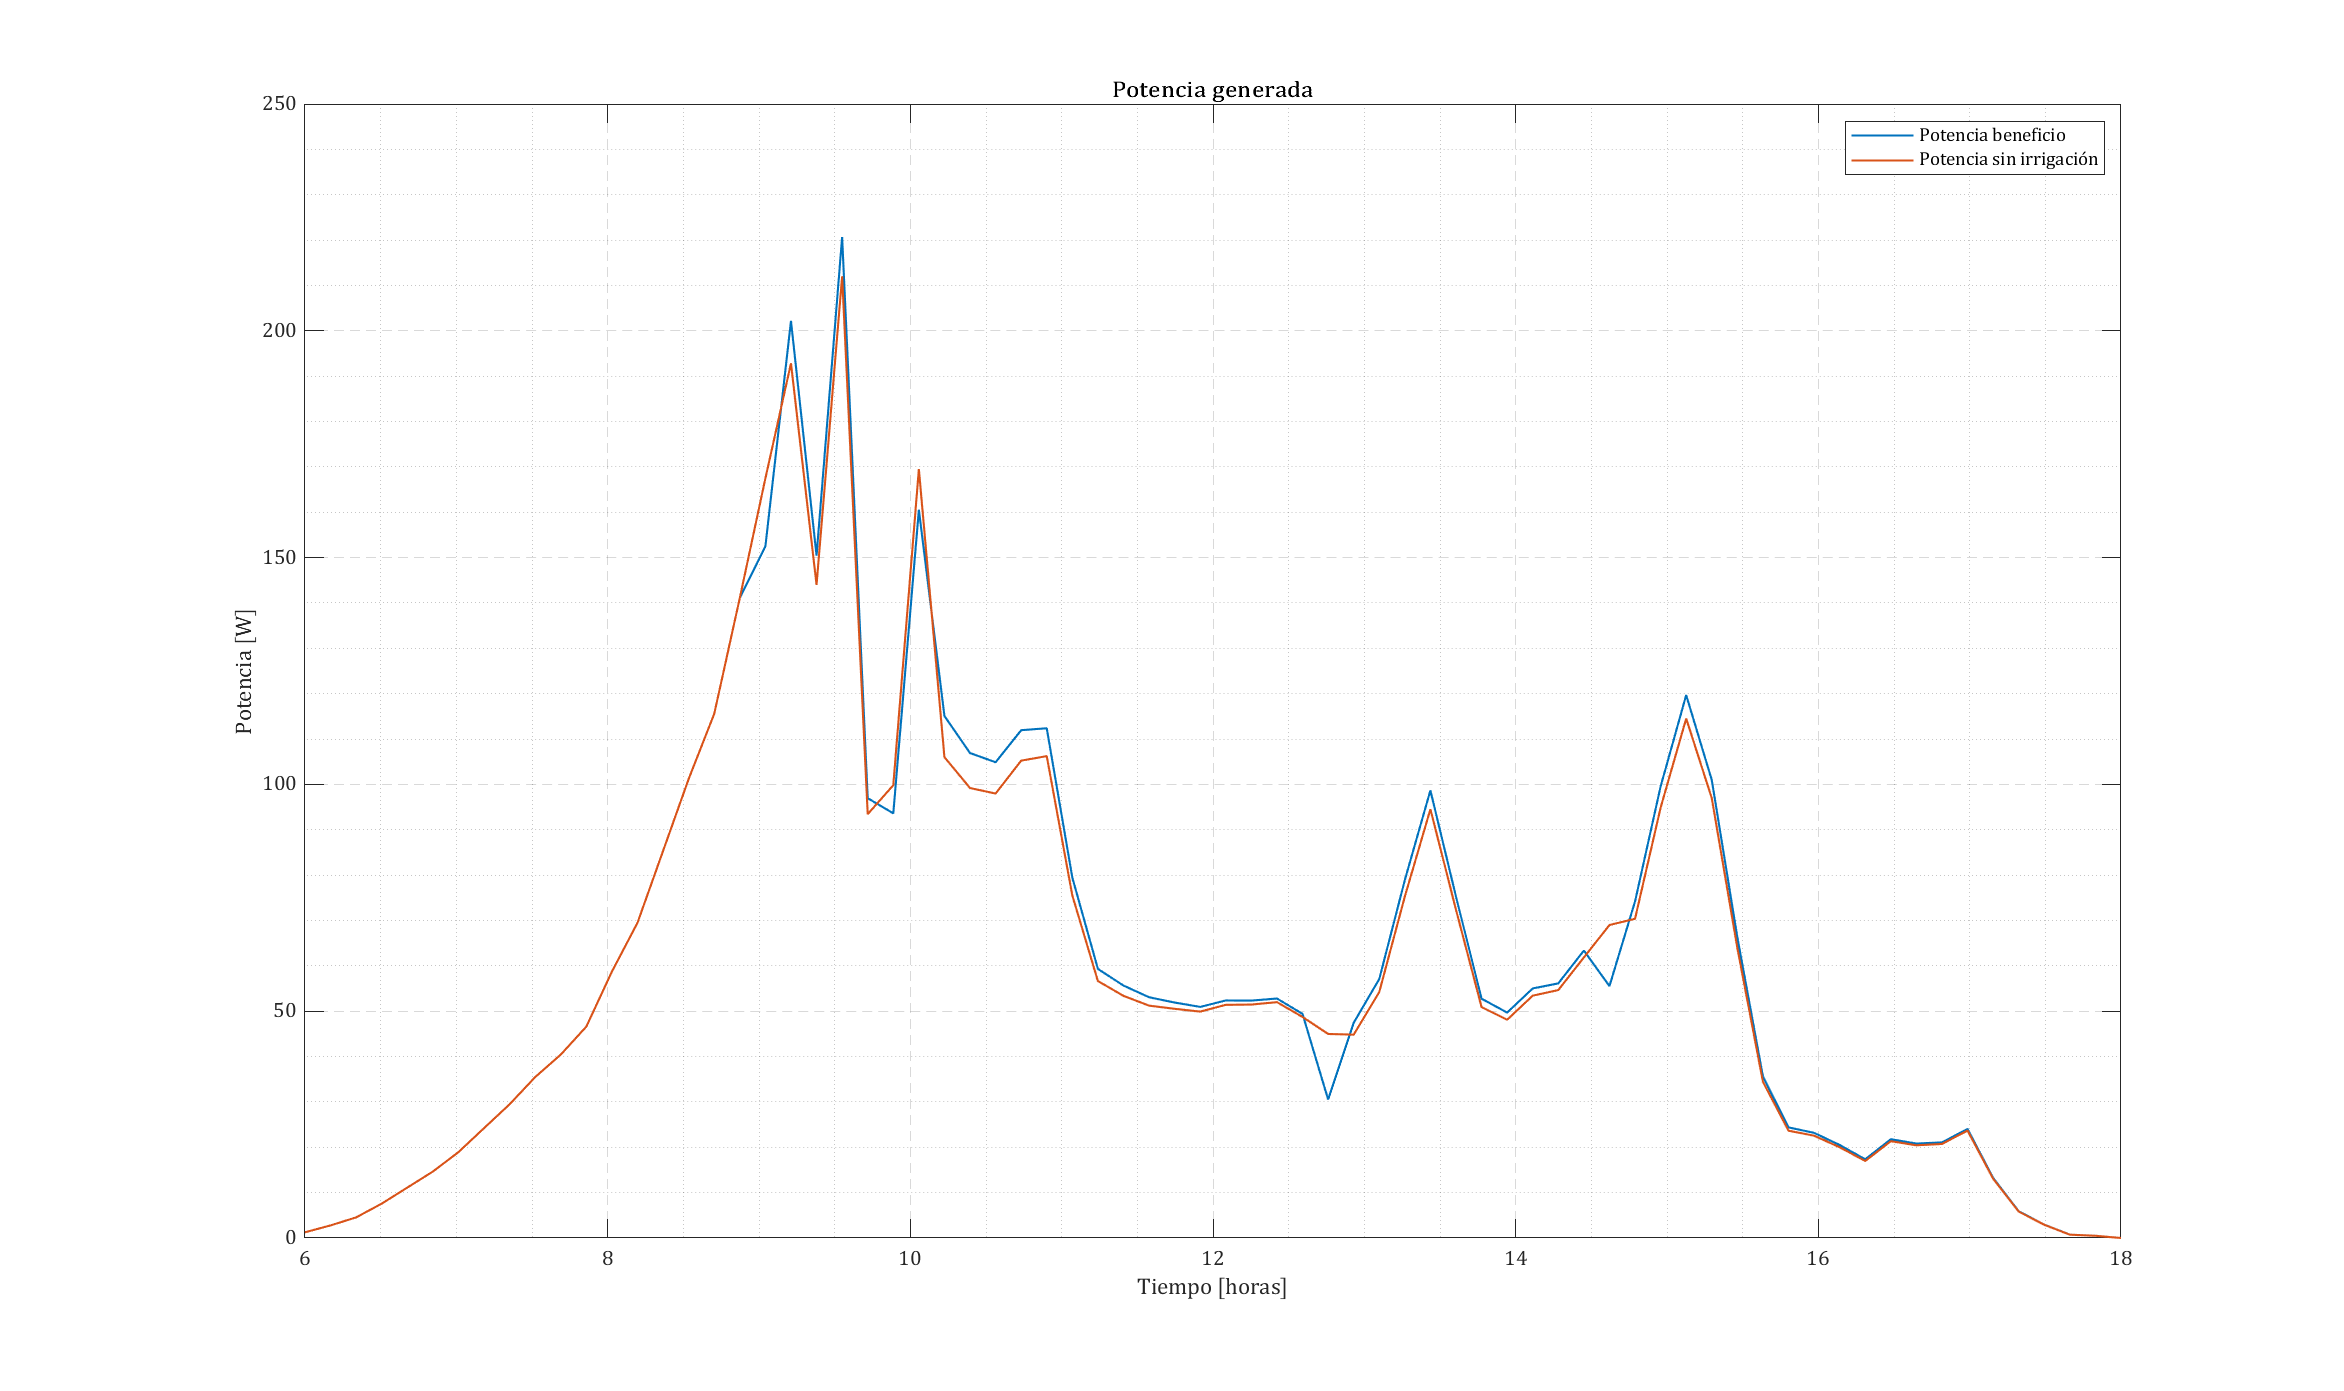 Potencia generada
250
200
150
100
50
0
Potencia [W]
Potencia beneficio
Potencia sin irrigación
6 8 10 12 14 16 18
Tiempo [horas]